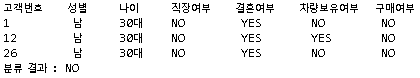 고객번호 성별 나이 직장여부 결혼여부 차량보유여부 구매여부
1 남 30대 NO YES NO NO
12 남 30대 NO YES YES NO
26 남 30대 NO YES NO NO
분류 결과 : NO